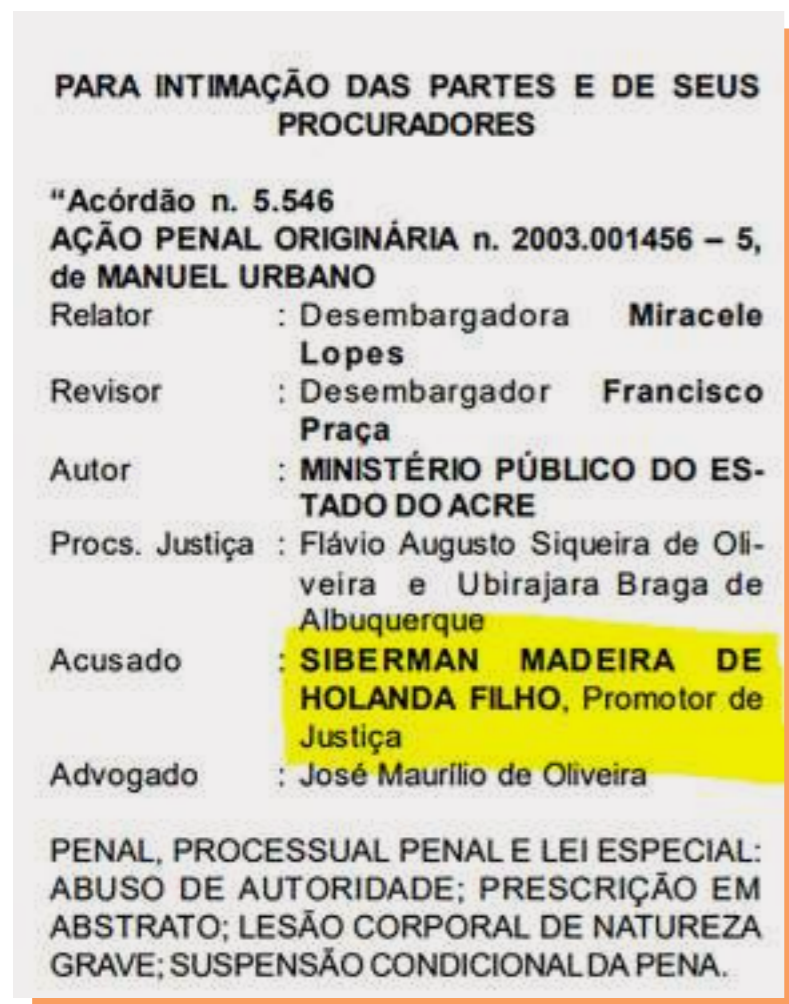 PARA INTIMAÇÃO DAS PARTES E DE SEUS
PROCURADORES
“Acórdão n. 5.546
AÇÃO PENAL ORIGINÁRIA n. 2003.001456 – 5,
de MANUEL URBANO
Relator : Desembargadora Miracele
Lopes
Revisor : Desembargador Francisco
Praça
Autor : MINISTÉRIO PÚBLICO DO ES-
TADO DO ACRE
Procs. Justiça : Flávio Augusto Siqueira de Oli-
veira e Ubirajara Braga de
Albuquerque
Acusado : SIBERMAN MADEIRA DE
HOLANDA FILHO, Promotor de
Justiça
Advogado : José Maurílio de Oliveira
PENAL, PROCESSUAL PENAL E LEI ESPECIAL:
ABUSO DE AUTORIDADE; PRESCRIÇÃO EM
ABSTRATO; LESÃO CORPORAL DE NATUREZA
GRAVE; SUSPENSÃO CONDICIONAL DA PENA.